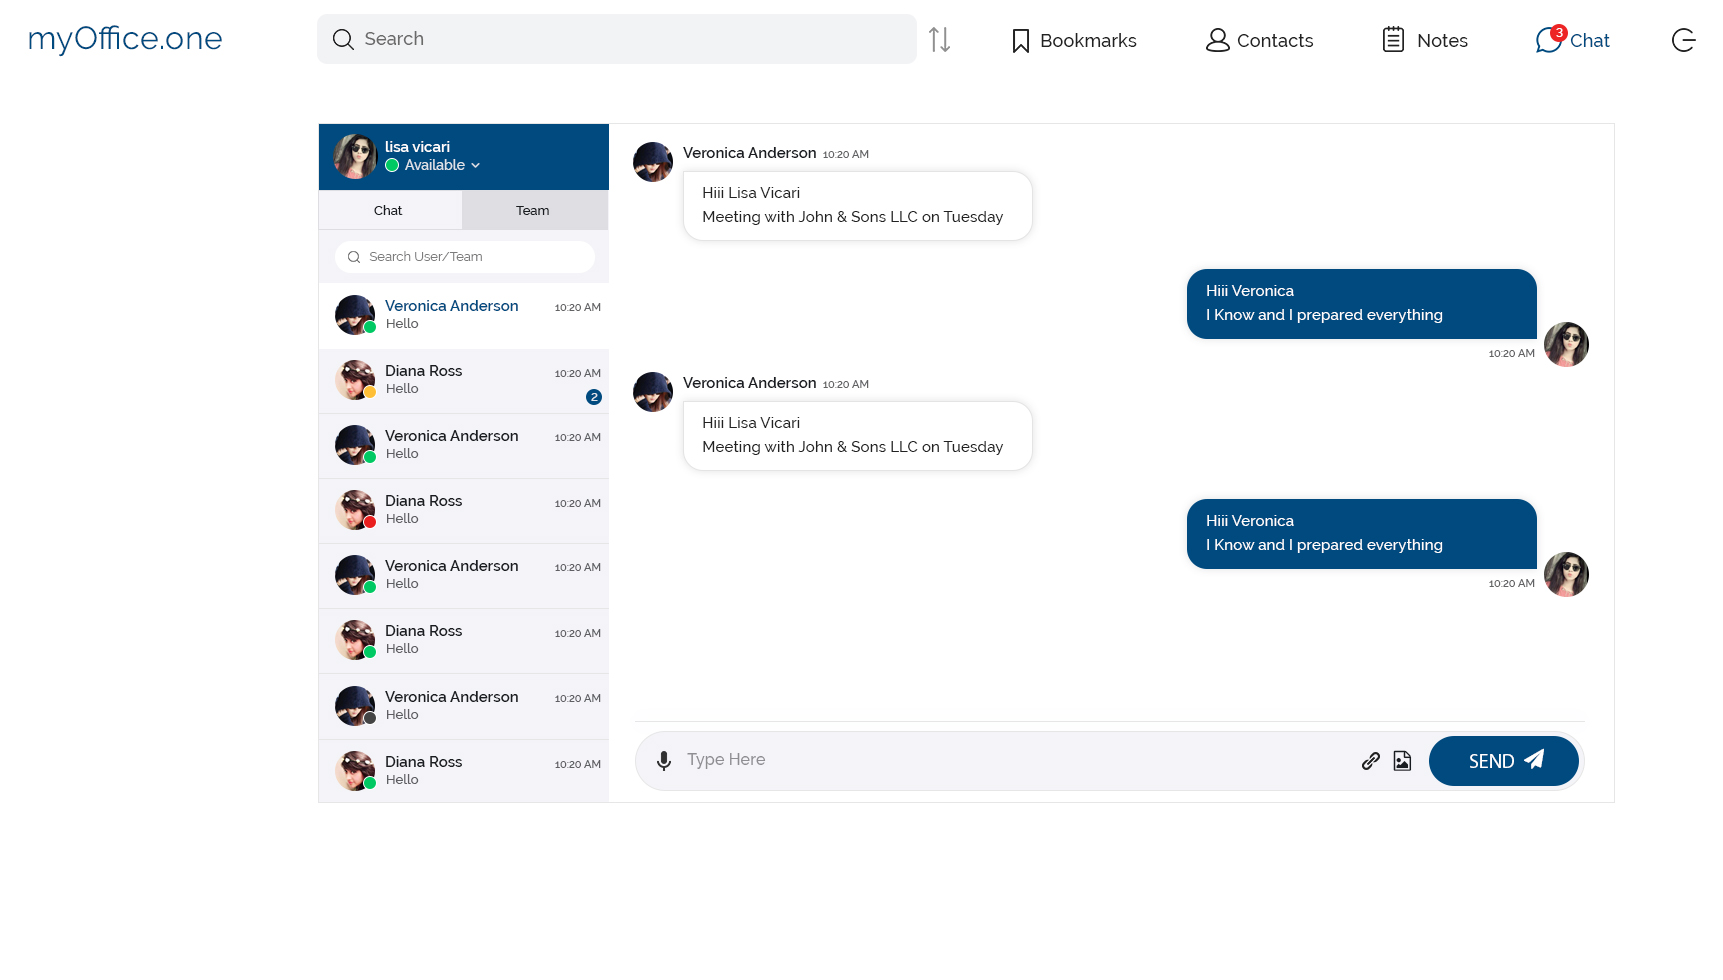 myOffice.one
Search
Bookmarks
Contacts
Notes
3
Chat
lisa vicari
Available
Chat
Team
Search User/Team
Veronica Anderson 10:20 AM
Hello
Diana Ross 10:20 AM
Hello 2
Veronica Anderson 10:20 AM
Hello
Diana Ross 10:20 AM
Hello
Veronica Anderson 10:20 AM
Hello
Diana Ross 10:20 AM
Hello
Veronica Anderson 10:20 AM
Hello
Diana Ross 10:20 AM
Hello
Veronica Anderson 10:20 AM
Hiii Lisa Vicari
Meeting with John & Sons LLC on Tuesday
Hiii Veronica
I Know and I prepared everything
10:20 AM
Veronica Anderson 10:20 AM
Hiii Lisa Vicari
Meeting with John & Sons LLC on Tuesday
Hiii Veronica
I Know and I prepared everything
10:20 AM
Type Here
SEND